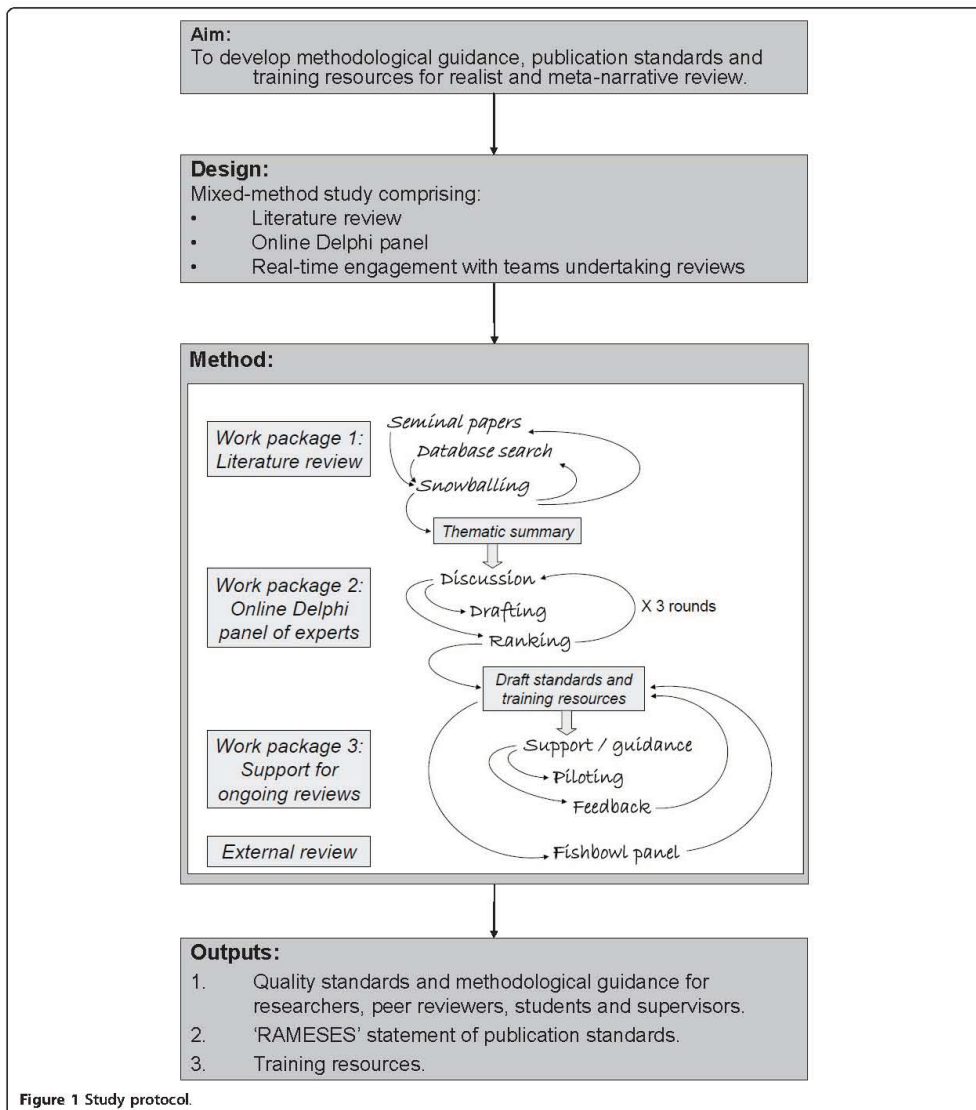 Aim:
To develop methodological guidance, publication standards and
training resources for realist and meta-narrative review.
Design:
Mixed-method study comprising:
• Literature review
• Online Delphi panel
• Real-time engagement with teams undertaking reviews
Method:
Work package 1:
Literature review
Seminal papers
Database search
Snowballing
Thematic summary
Work package 2:
Online Delphi
panel of experts
Discussion
Drafting
Ranking
X 3 rounds
Draft standards and
training resources
Work package 3:
Support for
ongoing reviews
Support / guidance
Piloting
Feedback
External review
Fishbowl panel
Outputs:
1. Quality standards and methodological guidance for
researchers, peer reviewers, students and supervisors.
2. ‘RAMESES’ statement of publication standards.
3. Training resources.
Figure 1 Study protocol.